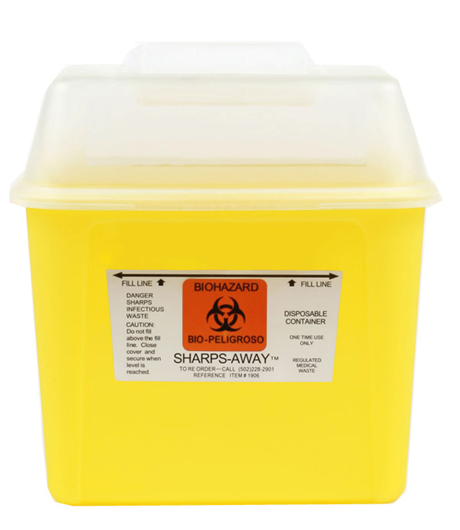 FILL LINE
FILL LINE
BIOHAZARD
BIO-PELIGROSO
DANGER
SHARPS
INFECTIOUS
WASTE
CAUTION:
Do not fill
above the fill
line. Close
cover and
secure when
level is
reached.
DISPOSABLE
CONTAINER
ONE TIME USE
ONLY
REGULATED
MEDICAL
WASTE
SHARPS-AWAY™
TO RE ORDER—CALL (502)228-2901
REFERENCE ITEM # 1906